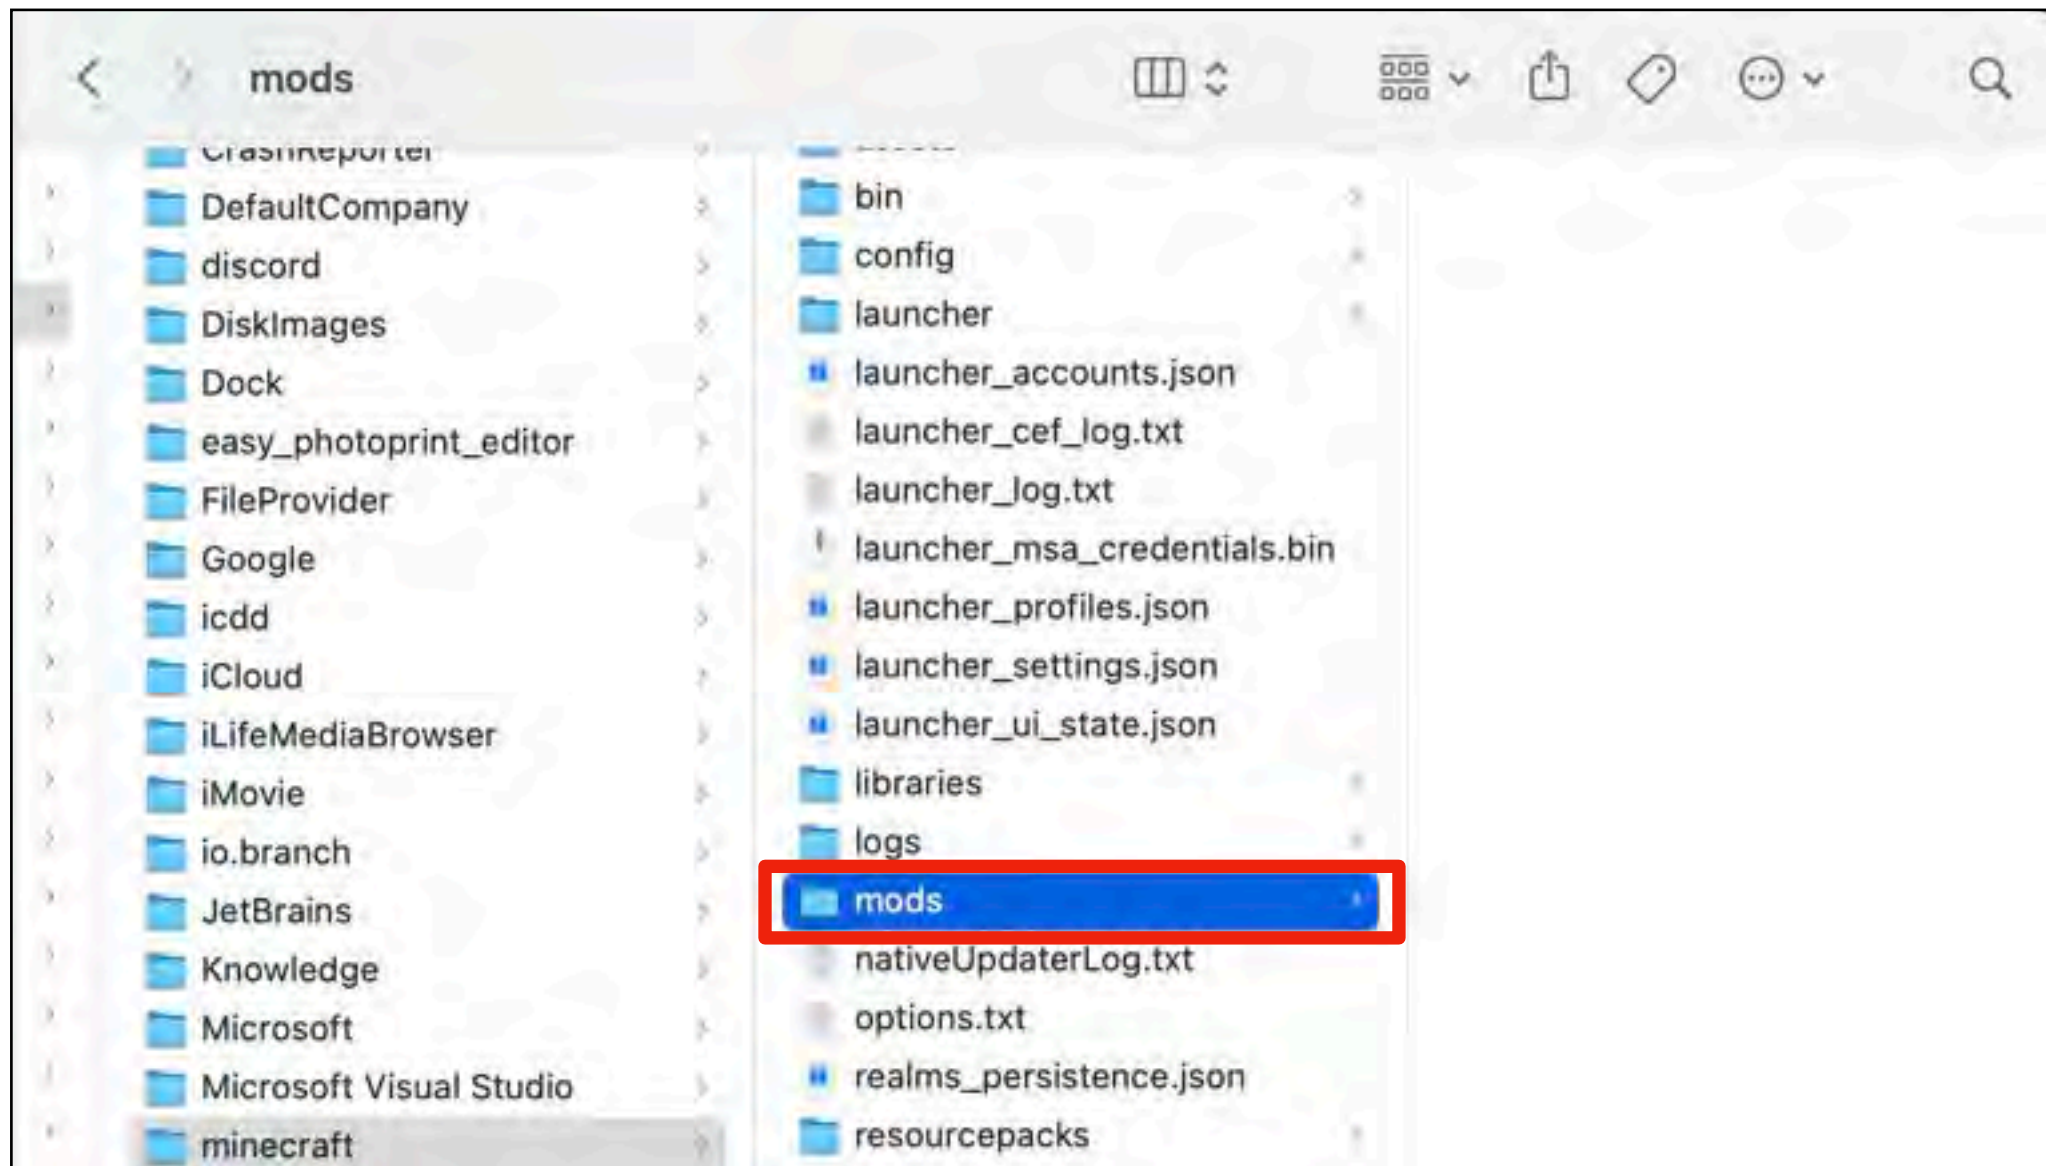 mods
CrashReporter
DefaultCompany
discord
DiskImages
Dock
easy_photoprint_editor
FileProvider
Google
icdd
iCloud
iLifeMediaBrowser
iMovie
io.branch
JetBrains
Knowledge
Microsoft
Microsoft Visual Studio
minecraft
bin
config
launcher
launcher_accounts.json
launcher_cef_log.txt
launcher_log.txt
launcher_msa_credentials.bin
launcher_profiles.json
launcher_settings.json
launcher_ui_state.json
libraries
logs
mods
nativeUpdaterLog.txt
options.txt
realms_persistence.json
resourcepacks